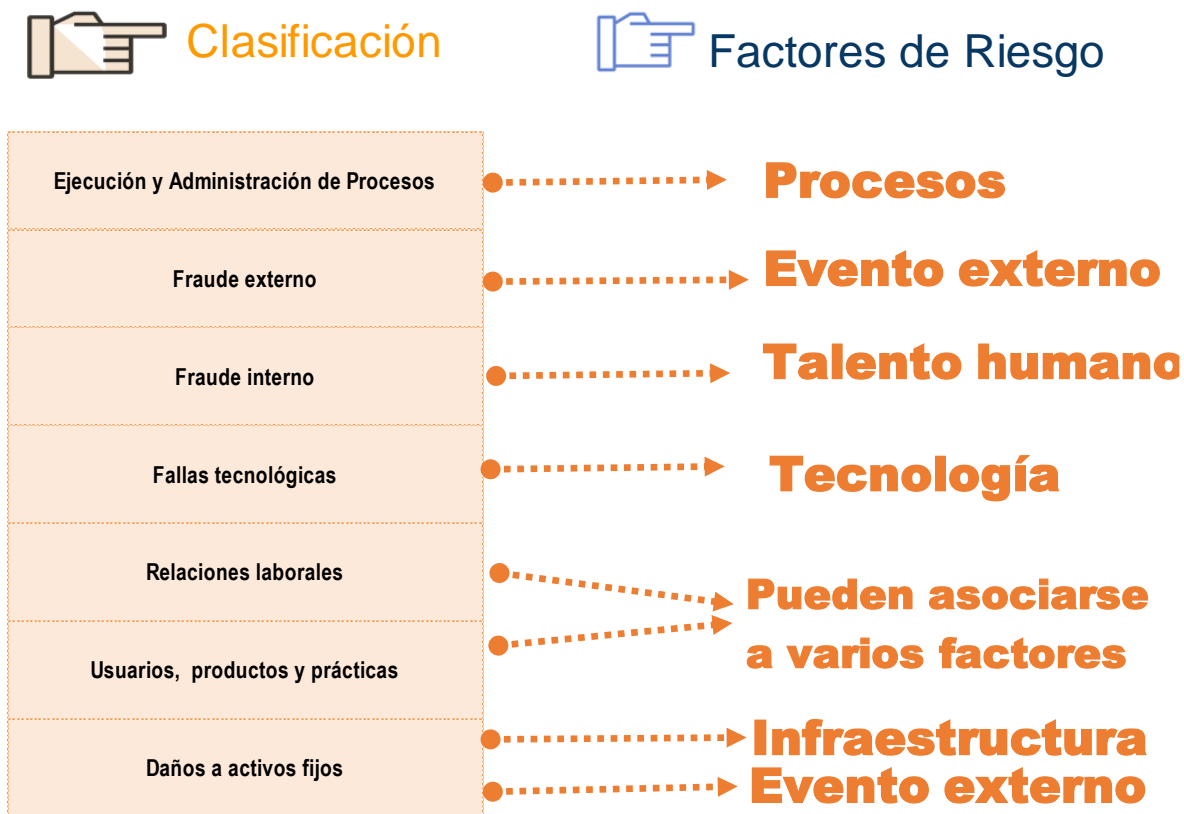 Clasificación
Factores de Riesgo
Ejecución y Administración de Procesos
Procesos
Fraude externo
Evento externo
Fraude interno
Talento humano
Fallas tecnológicas
Tecnología
Relaciones laborales
Pueden asociarse
a varios factores
Usuarios, productos y prácticas
Daños a activos fijos
Infraestructura
Evento externo